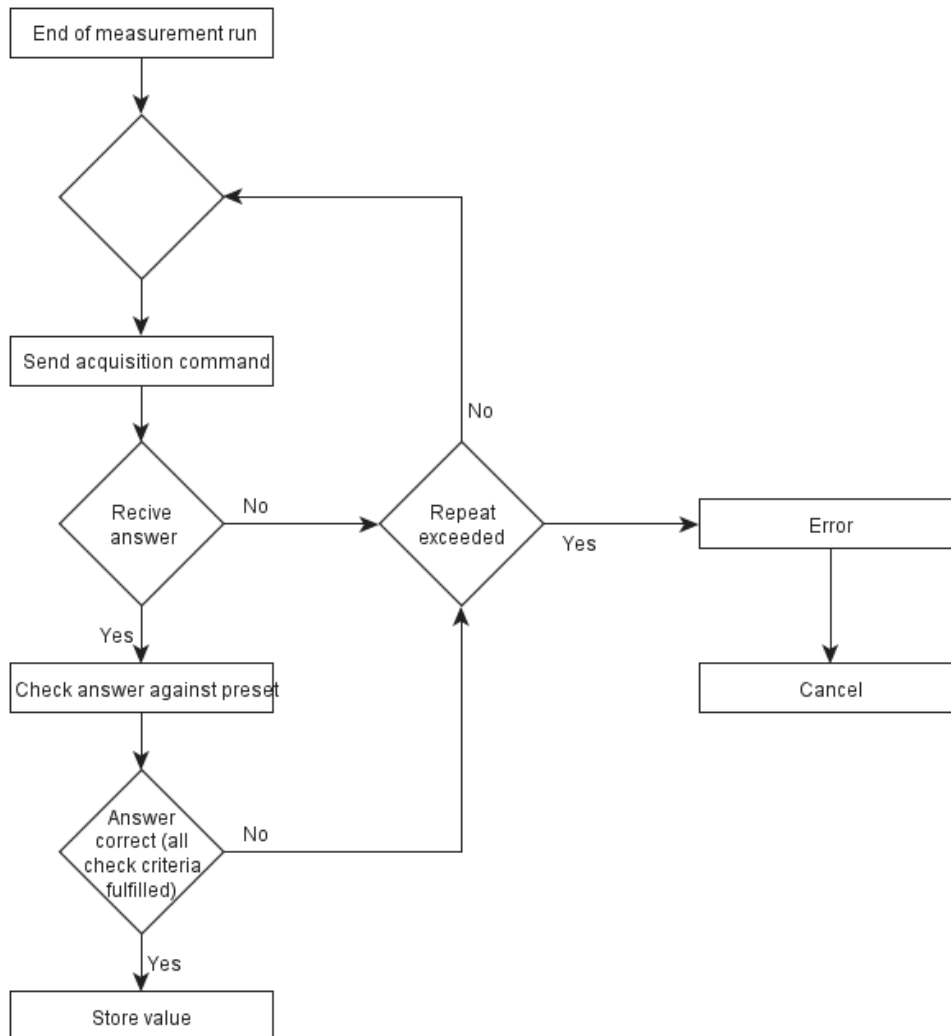 End of measurement run
Send acquisition command
No
Recive
answer
No
Repeat
exceeded
Yes
Error
Yes
Check answer against preset
Cancel
Answer
correct (all
check criteria
fulfilled)
No
Yes
Store value